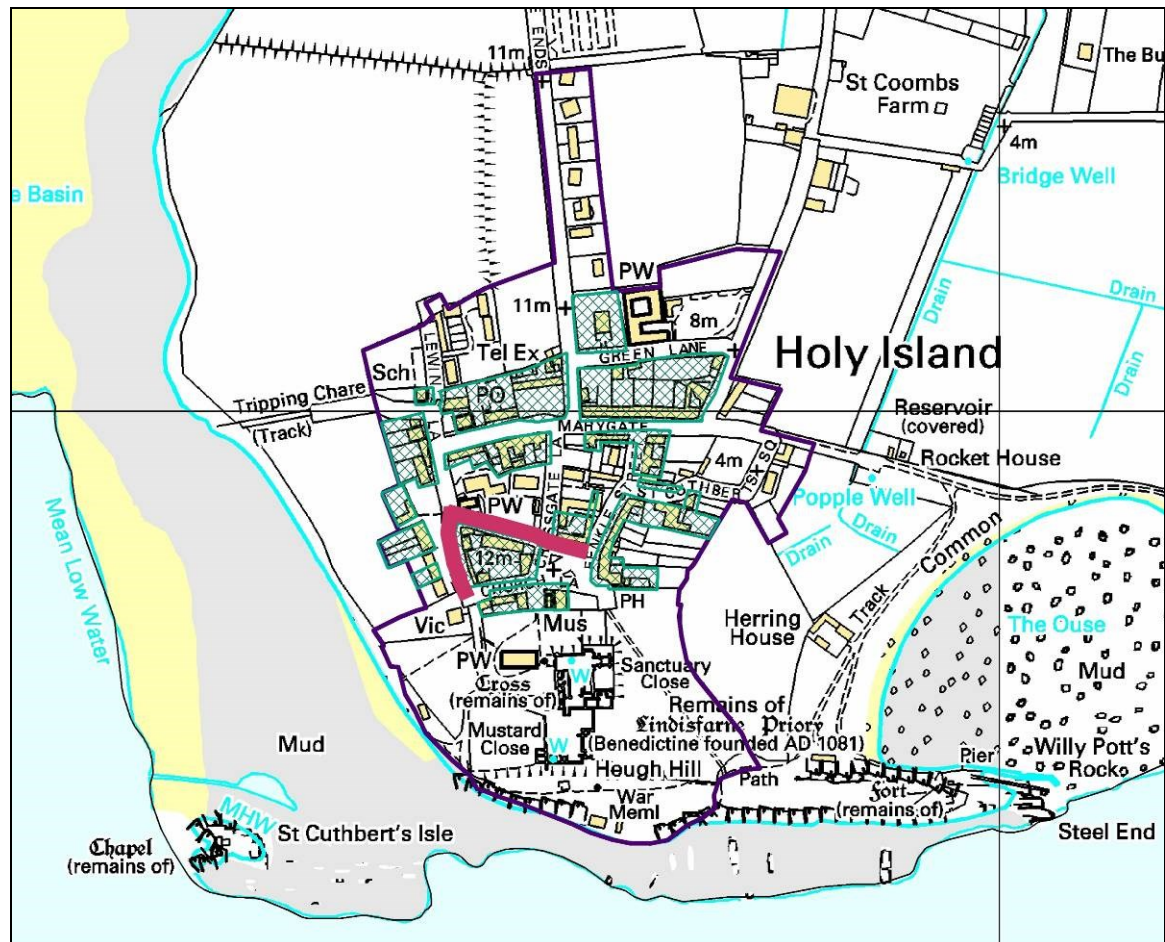 ENDS
11m
The Bu
St Coombs
Farm
4m
e Basin
Bridge Well
PW
Drain
Drain
11m
8m
LEWIN
Tel Ex
GREEN LANE
Holy Island
Drain
Sch
PO
Tripping Chare
(Track)
MARYGATE
Reservoir
(covered)
Rocket House
4m
SQ
Popple Well
PW
Drain
Drain
Common
12m
Mean Low Water
PH
Vic
Mus
Herring
House
Track
The Ouse
PW
W
Sanctuary
Close
Mud
Cross
(remains of)
Remains of
Lindisfarne Priory
(Benedictine founded AD 1081)
Mustard
Close
W
Mud
Heugh Hill
Path
Pier
Willy Pott's
Rock
War
Meml
Fort
(remains of)
MHW
St Cuthbert's Isle
Steel End
Chapel
(remains of)